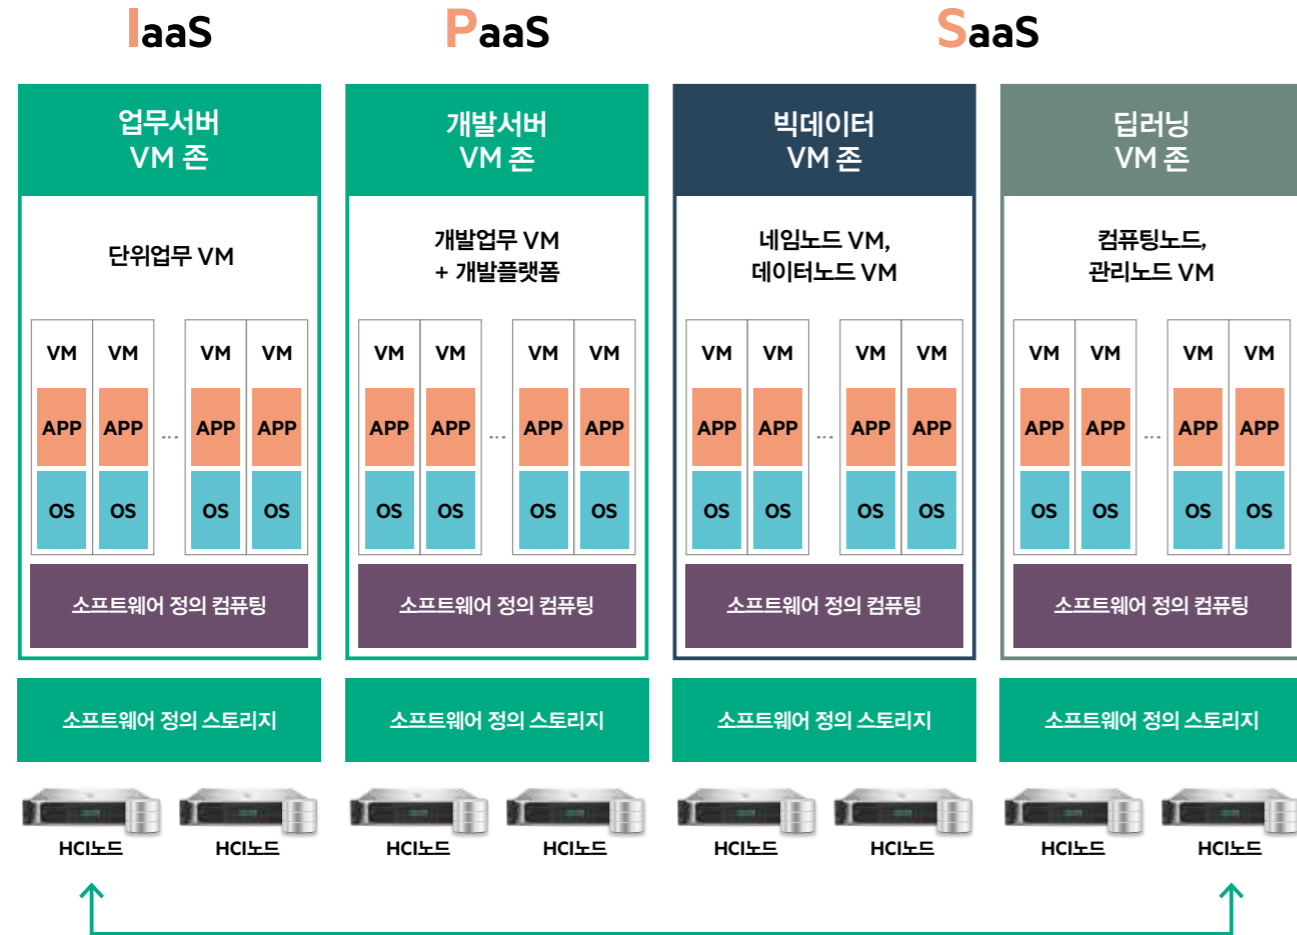 IaaS PaaS SaaS
업무서버
VM 존
개발서버
VM 존
빅데이터
VM 존
딥러닝
VM 존
단위업무 VM
개발업무 VM
+ 개발플랫폼
네임노드 VM,
데이터노드 VM
컴퓨팅노드,
관리노드 VM
VM VM VM VM
APP APP ... APP APP
OS OS OS OS
VM VM VM VM
APP APP ... APP APP
OS OS OS OS
VM VM VM VM
APP APP ... APP APP
OS OS OS OS
VM VM VM VM
APP APP ... APP APP
OS OS OS OS
소프트웨어 정의 컴퓨팅
소프트웨어 정의 컴퓨팅
소프트웨어 정의 컴퓨팅
소프트웨어 정의 컴퓨팅
소프트웨어 정의 스토리지
소프트웨어 정의 스토리지
소프트웨어 정의 스토리지
소프트웨어 정의 스토리지
HCI노드 HCI노드 HCI노드 HCI노드 HCI노드 HCI노드 HCI노드 HCI노드